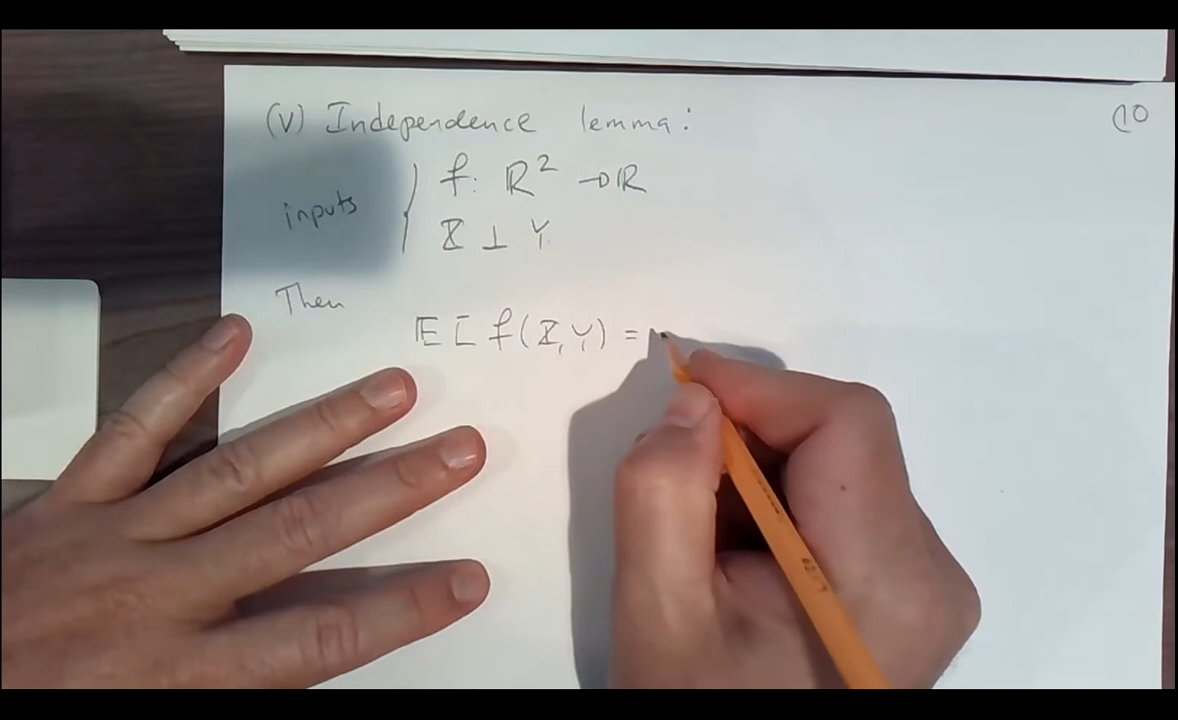 (V) Independence lemma: 10
inputs { f: ℝ² → ℝ
Z ⊥ Y
Then
𝔼[f(Z,Y) =